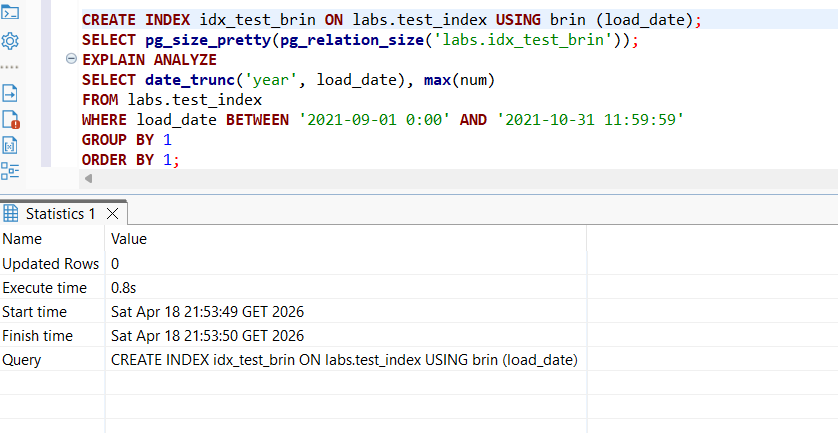 CREATE INDEX idx_test_brin ON labs.test_index USING brin (load_date);
SELECT pg_size_pretty(pg_relation_size('labs.idx_test_brin'));
EXPLAIN ANALYZE
SELECT date_trunc('year', load_date), max(num)
FROM labs.test_index
WHERE load_date BETWEEN '2021-09-01 0:00' AND '2021-10-31 11:59:59'
GROUP BY 1
ORDER BY 1;
Statistics 1
Name Value
Updated Rows 0
Execute time 0.8s
Start time Sat Apr 18 21:53:49 GET 2026
Finish time Sat Apr 18 21:53:50 GET 2026
Query CREATE INDEX idx_test_brin ON labs.test_index USING brin (load_date)